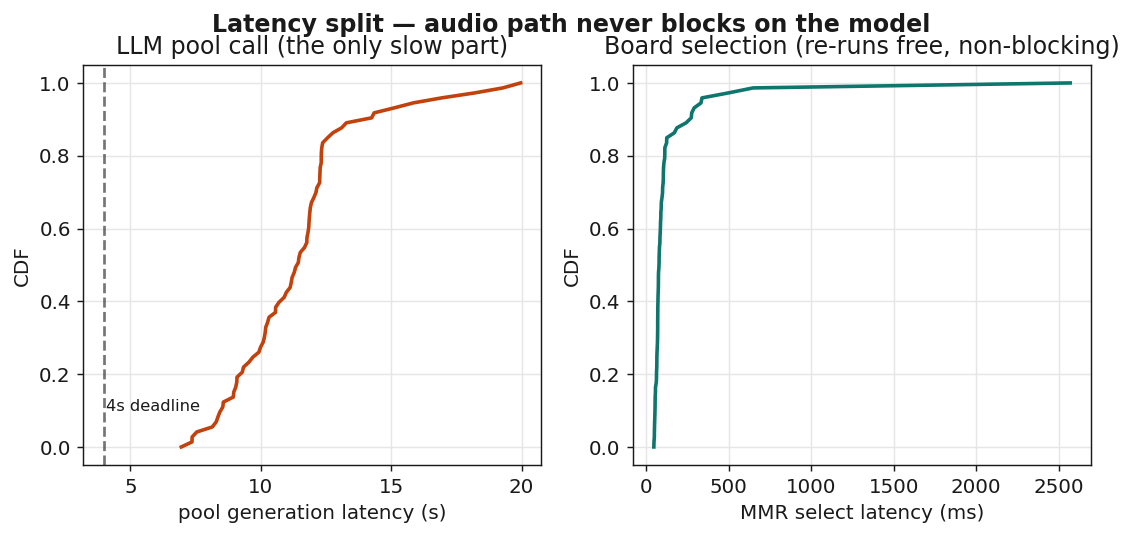 Latency split — audio path never blocks on the model
LLM pool call (the only slow part)
1.0
0.8
0.6
0.4
0.2
0.0
CDF
4s deadline
5
10
15
20
pool generation latency (s)
Board selection (re-runs free, non-blocking)
1.0
0.8
0.6
0.4
0.2
0.0
CDF
0
500
1000
1500
2000
2500
MMR select latency (ms)